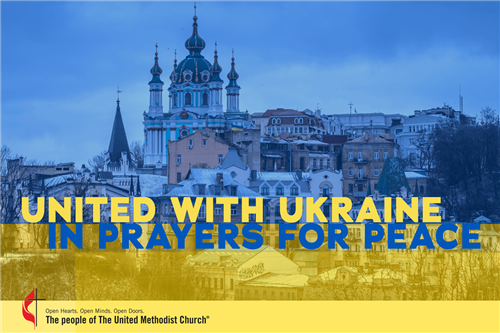 UNITED WITH UKRAINE
IN PRAYERS FOR PEACE
Open Hearts. Open Minds. Open Doors.
The people of The United Methodist Church®